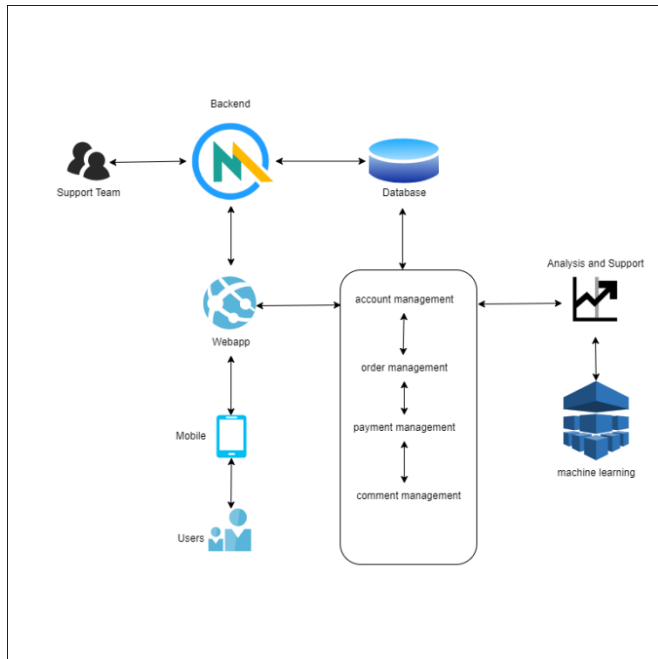 Backend
Support Team
Database
Analysis and Support
account management
Webapp
order management
Mobile
payment management
machine learning
comment management
Users